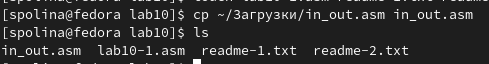 [spolina@fedora lab10]$ cp ~/Загрузки/in_out.asm in_out.asm
[spolina@fedora lab10]$ ls
in_out.asm lab10-1.asm readme-1.txt readme-2.txt